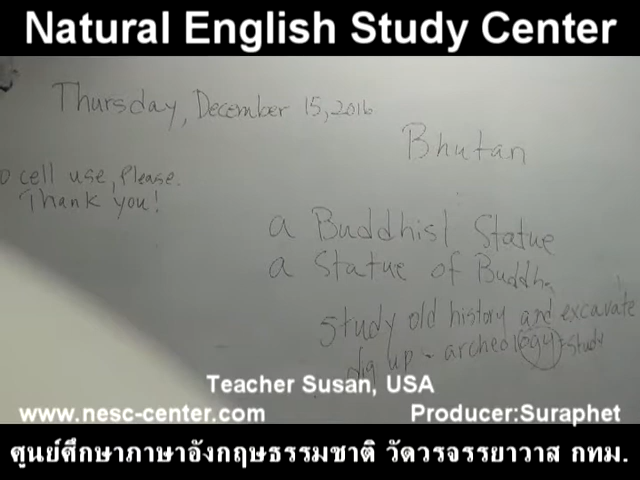 Natural English Study Center
Thursday, December 15, 2016
Bhutan
cell use, Please.
Thank you!
a Buddhist Statue
a Statue of Buddha
study old history and excavate
dig up - archeology - study
Teacher Susan, USA
www.nesc-center.com Producer:Suraphet
ศูนย์ศึกษาภาษาอังกฤษธรรมชาติ วัดวรจรรยาวาส กทม.